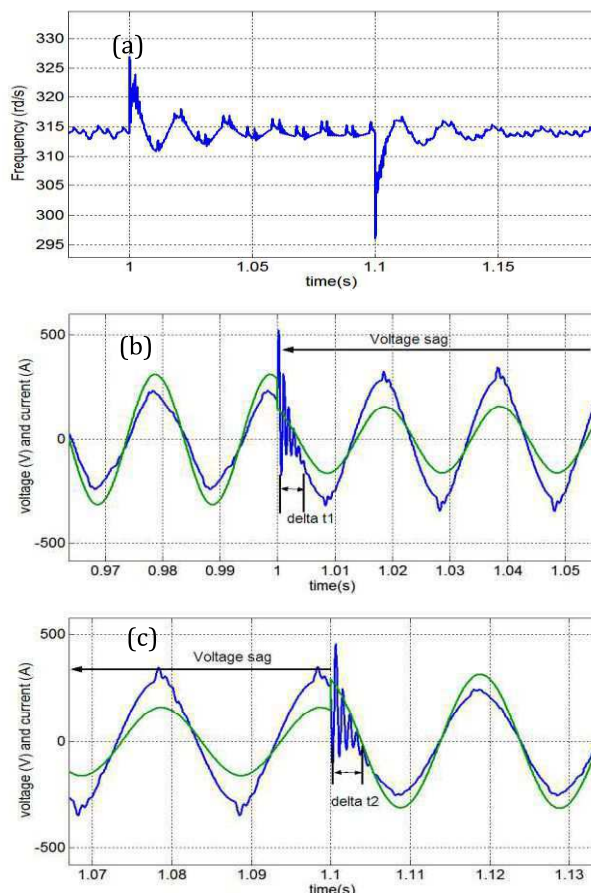 (a)
330
325
320
315
310
305
300
295
Frequency (rd/s)
1
1.05
1.1
1.15
time(s)
(b)
500
0
-500
voltage (V) and current (A)
Voltage sag
delta t1
0.97
0.98
0.99
1
1.01
1.02
1.03
1.04
1.05
time(s)
(c)
500
0
-500
voltage (V) and current (A)
Voltage sag
delta t2
1.07
1.08
1.09
1.1
1.11
1.12
1.13
time(s)